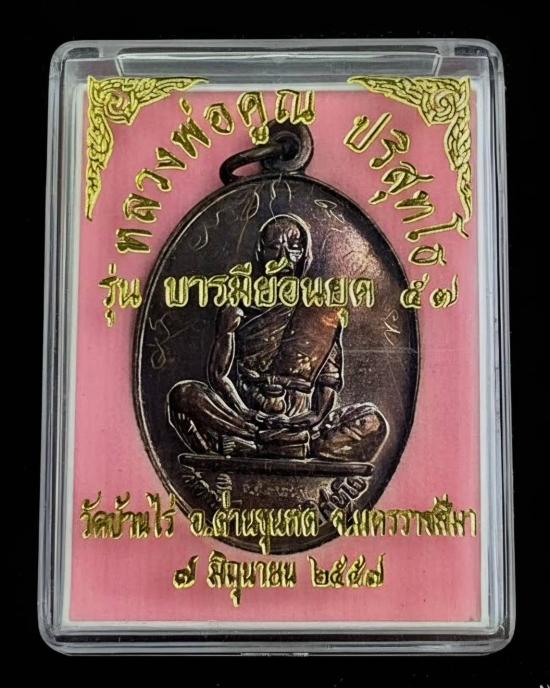 หลวงพ่อคูณ ปริสุทโธ
รุ่น บารมีย้อนยุค ๕๗
วัดบ้านไร่ อ.ด่านขุนทด จ.นครราชสีมา
๗ มิถุนายน ๒๕๕๗